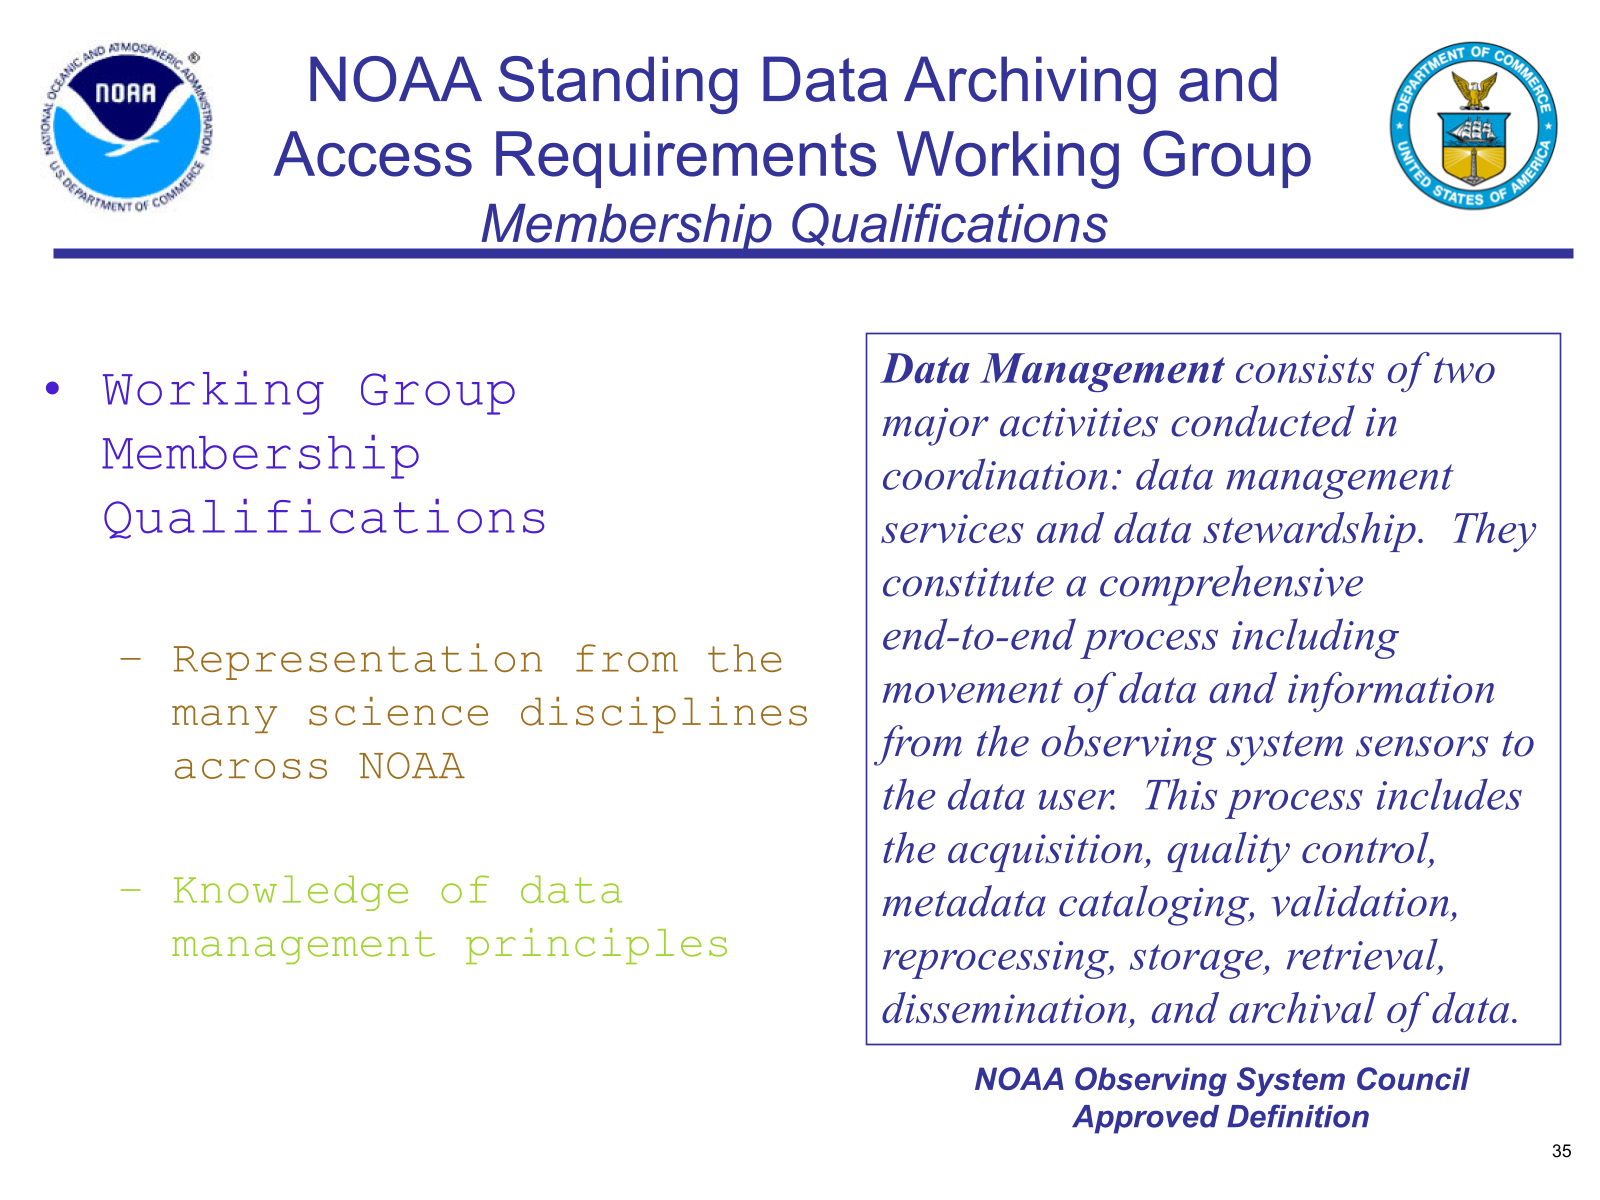 NOAA Standing Data Archiving and
Access Requirements Working Group
Membership Qualifications
NATIONAL OCEANIC AND ATMOSPHERIC ADMINISTRATION
U.S. DEPARTMENT OF COMMERCE
NOAA
®
DEPARTMENT OF COMMERCE
UNITED STATES OF AMERICA
• Working Group
Membership
Qualifications
– Representation from the
many science disciplines
across NOAA
– Knowledge of data
management principles
Data Management consists of two
major activities conducted in
coordination: data management
services and data stewardship.  They
constitute a comprehensive
end-to-end process including
movement of data and information
from the observing system sensors to
the data user.  This process includes
the acquisition, quality control,
metadata cataloging, validation,
reprocessing, storage, retrieval,
dissemination, and archival of data.
NOAA Observing System Council
Approved Definition
35